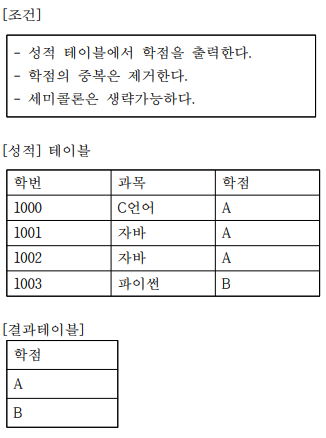 [조건]
- 성적 테이블에서 학점을 출력한다.
- 학점의 중복은 제거한다.
- 세미콜론은 생략가능하다.
[성적] 테이블
학번 과목 학점
1000 C언어 A
1001 자바 A
1002 자바 A
1003 파이썬 B
[결과테이블]
학점
A
B